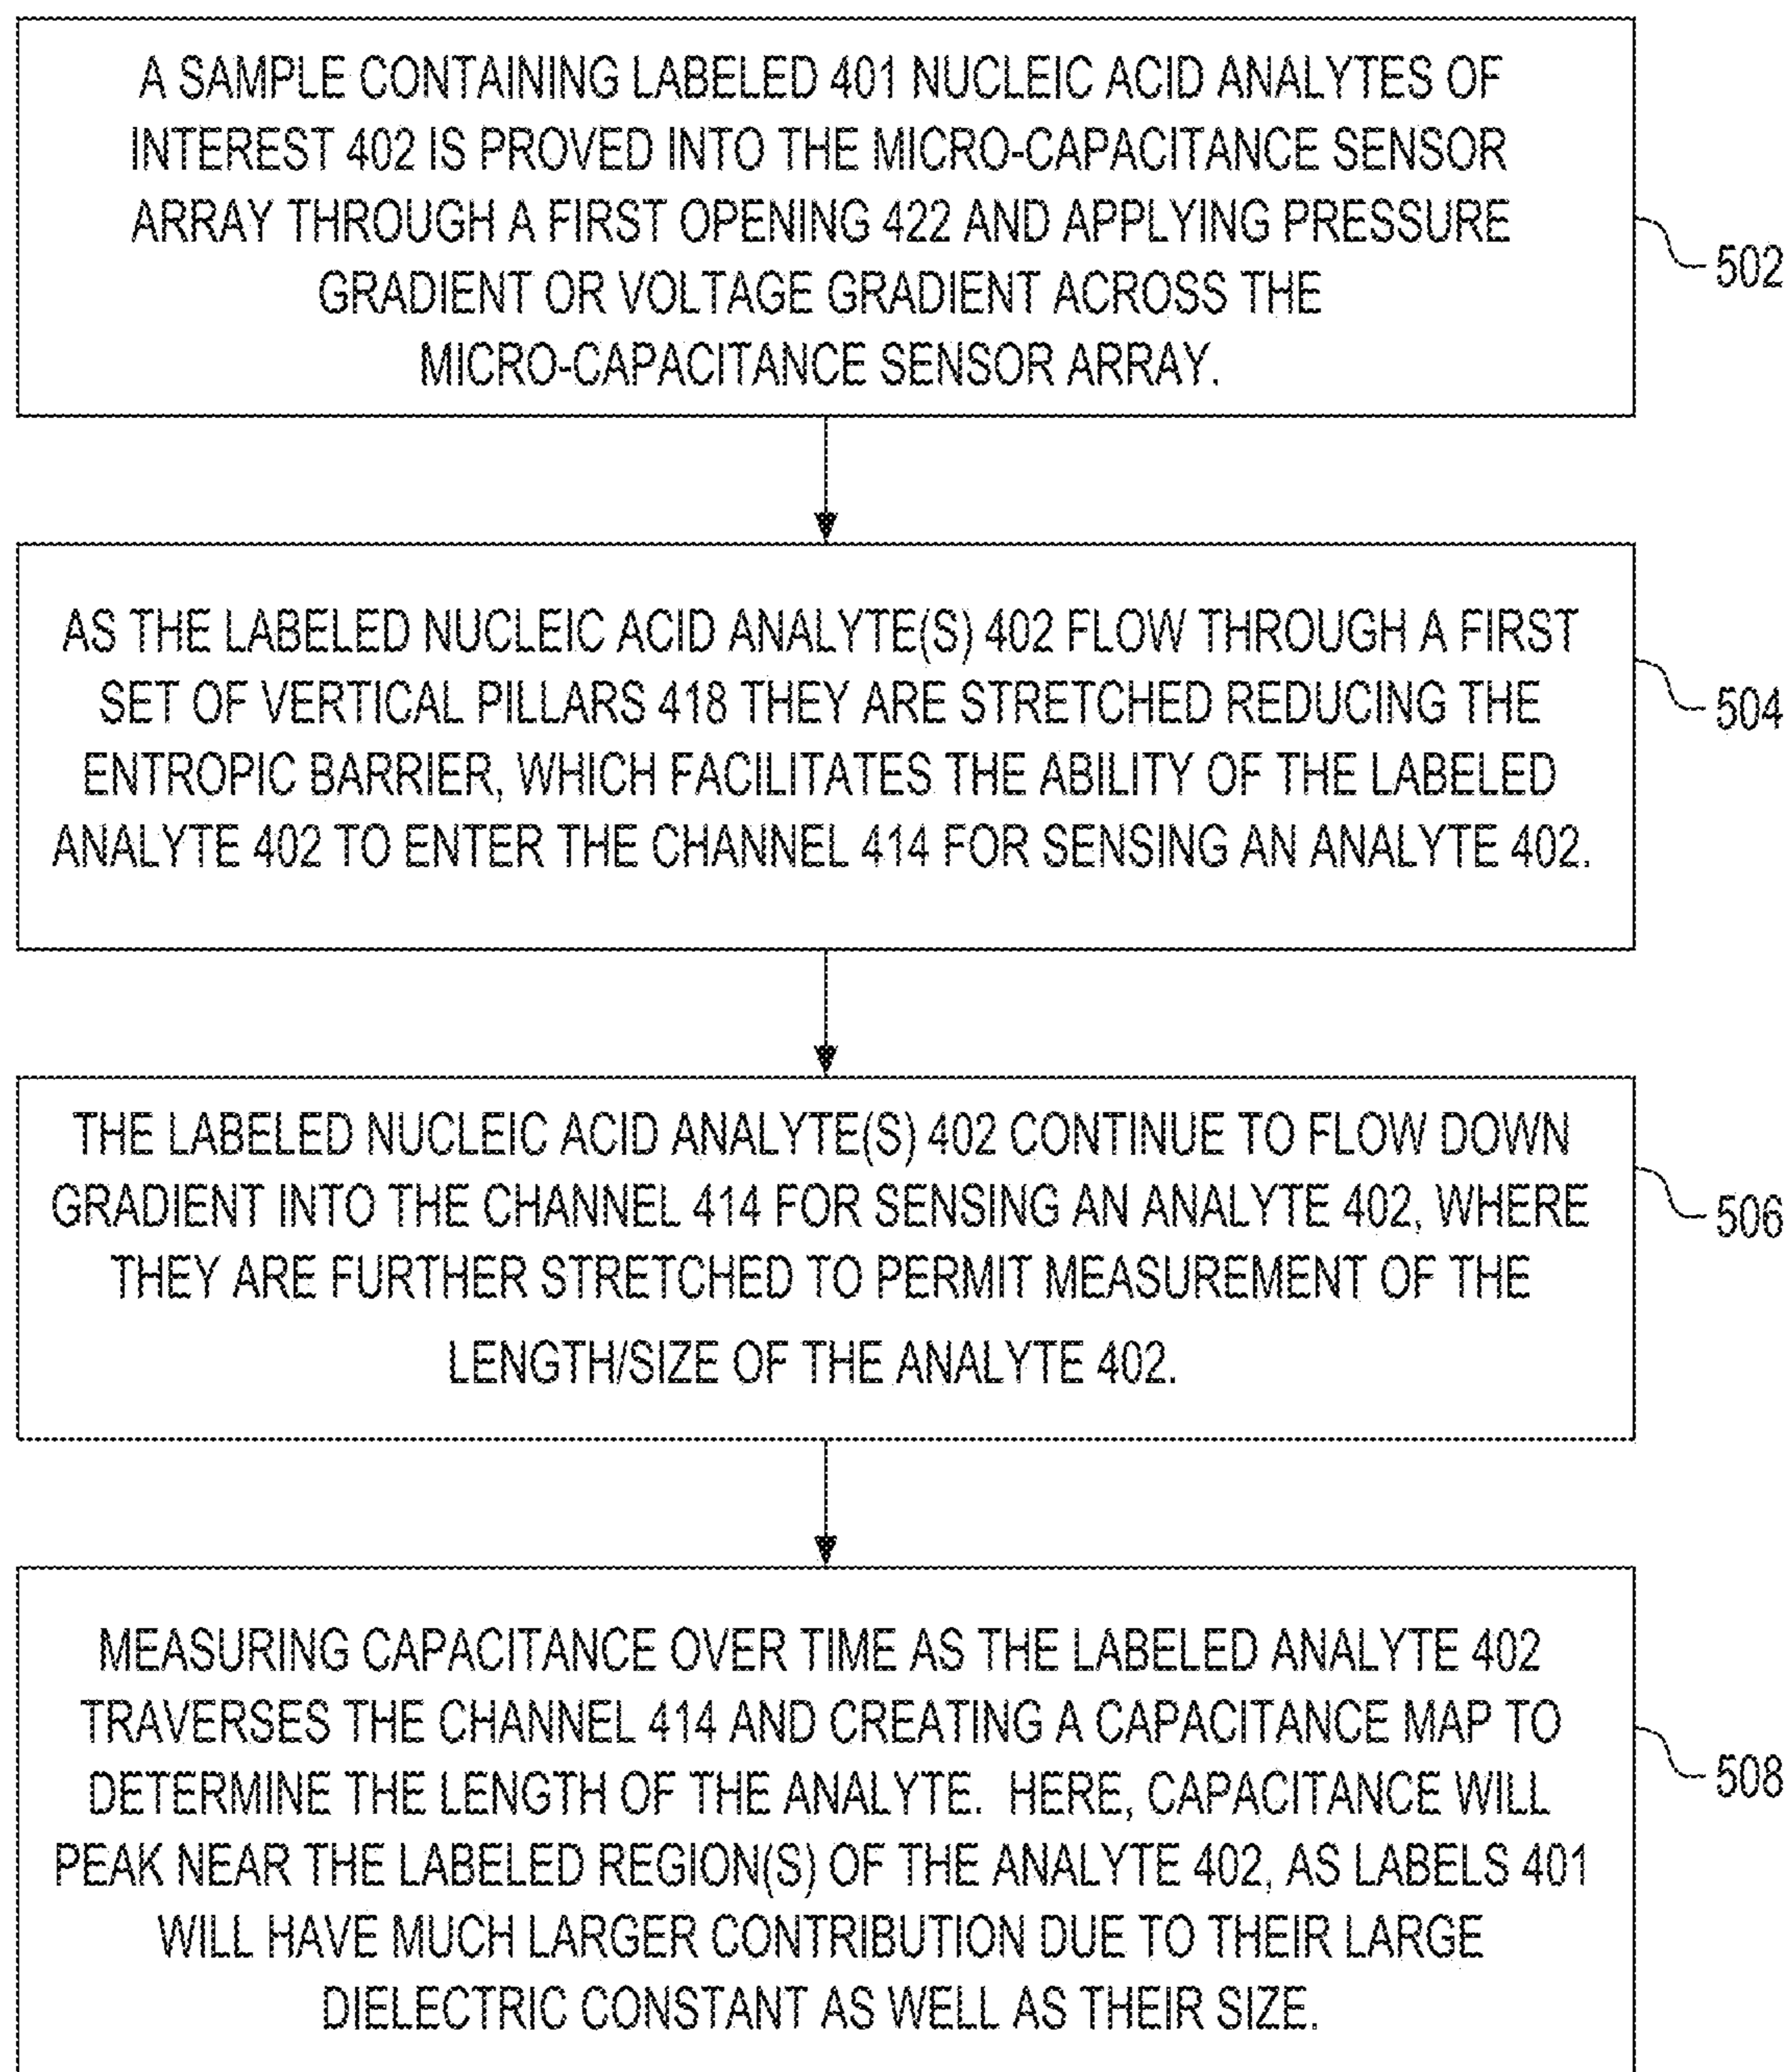 A SAMPLE CONTAINING LABELED 401 NUCLEIC ACID ANALYTES OF
INTEREST 402 IS PROVED INTO THE MICRO-CAPACITANCE SENSOR
ARRAY THROUGH A FIRST OPENING 422 AND APPLYING PRESSURE
GRADIENT OR VOLTAGE GRADIENT ACROSS THE
MICRO-CAPACITANCE SENSOR ARRAY.
502
AS THE LABELED NUCLEIC ACID ANALYTE(S) 402 FLOW THROUGH A FIRST
SET OF VERTICAL PILLARS 418 THEY ARE STRETCHED REDUCING THE
ENTROPIC BARRIER, WHICH FACILITATES THE ABILITY OF THE LABELED
ANALYTE 402 TO ENTER THE CHANNEL 414 FOR SENSING AN ANALYTE 402.
504
THE LABELED NUCLEIC ACID ANALYTE(S) 402 CONTINUE TO FLOW DOWN
GRADIENT INTO THE CHANNEL 414 FOR SENSING AN ANALYTE 402, WHERE
THEY ARE FURTHER STRETCHED TO PERMIT MEASUREMENT OF THE
LENGTH/SIZE OF THE ANALYTE 402.
506
MEASURING CAPACITANCE OVER TIME AS THE LABELED ANALYTE 402
TRAVERSES THE CHANNEL 414 AND CREATING A CAPACITANCE MAP TO
DETERMINE THE LENGTH OF THE ANALYTE. HERE, CAPACITANCE WILL
PEAK NEAR THE LABELED REGION(S) OF THE ANALYTE 402, AS LABELS 401
WILL HAVE MUCH LARGER CONTRIBUTION DUE TO THEIR LARGE
DIELECTRIC CONSTANT AS WELL AS THEIR SIZE.
508